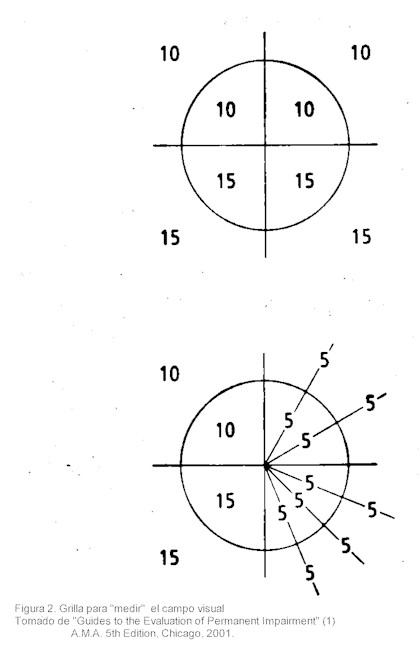 10 10
10 10
15 15
15 15
5
10 5
10 5 5
15 5 5
5 5
5
15 5
Figura 2. Grilla para "medir" el campo visual
Tomado de "Guides to the Evaluation of Permanent Impairment" (1)
A.M.A. 5th Edition, Chicago, 2001.